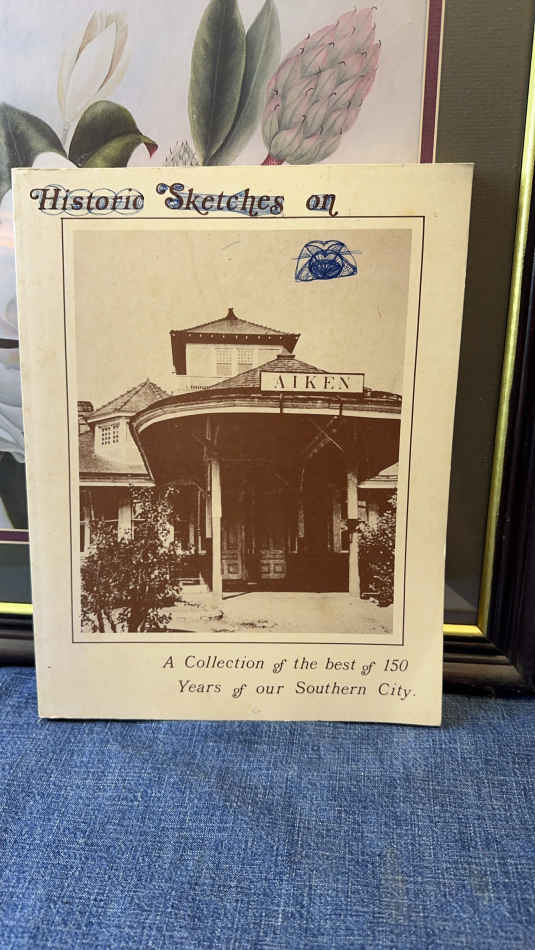 Historic Sketches on
AIKEN
A Collection of the best of 150
Years of our Southern City.